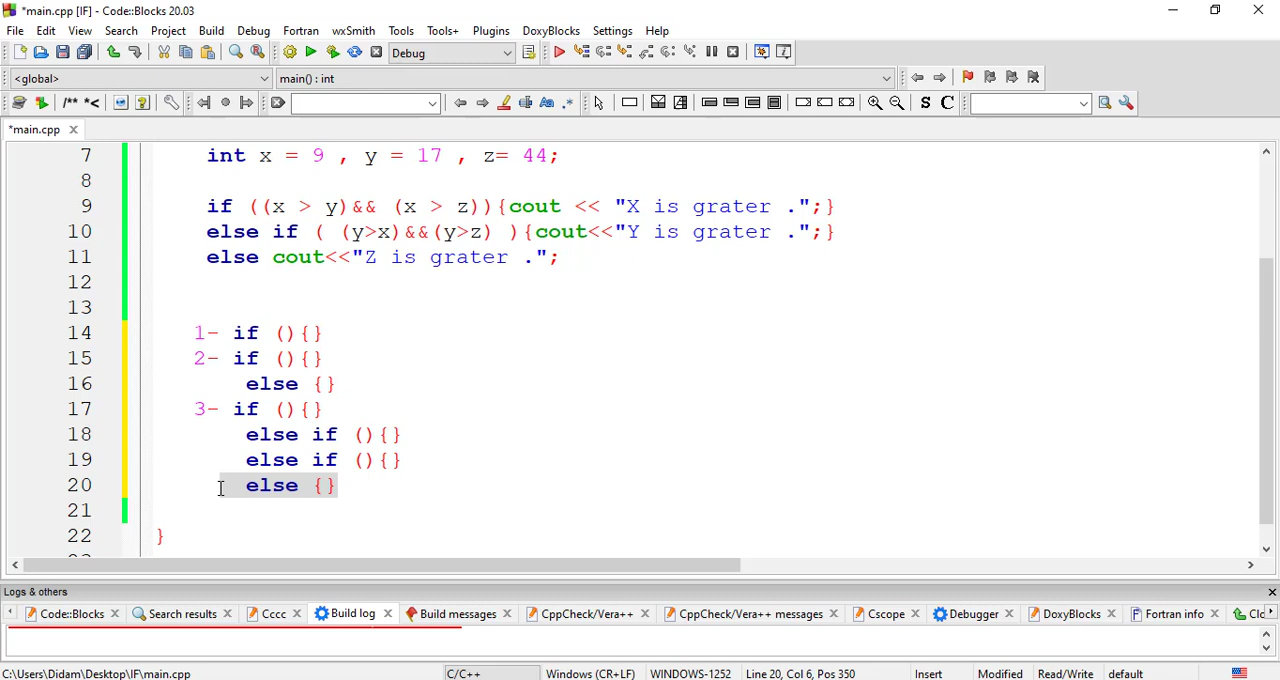 *main.cpp [IF] - Code::Blocks 20.03
File Edit View Search Project Build Debug Fortran wxSmith Tools Tools+ Plugins DoxyBlocks Settings Help
Debug
<global> main() : int
/** *< Aa .* S C
*main.cpp
7 int x = 9 , y = 17 , z= 44;
8
9 if ((x > y)&& (x > z)){cout << "X is grater .";}
10 else if ( (y>x)&&(y>z) ){cout<<"Y is grater .";}
11 else cout<<"Z is grater .";
12
13
14 1- if (){}
15 2- if (){}
16 else {}
17 3- if (){}
18 else if (){}
19 else if (){}
20 else {}
21
22 }
Logs & others
Code::Blocks Search results Cccc Build log Build messages CppCheck/Vera++ CppCheck/Vera++ messages Cscope Debugger DoxyBlocks Fortran info Clo
C:\Users\Didam\Desktop\IF\main.cpp C/C++ Windows (CR+LF) WINDOWS-1252 Line 20, Col 6, Pos 350 Insert Modified Read/Write default